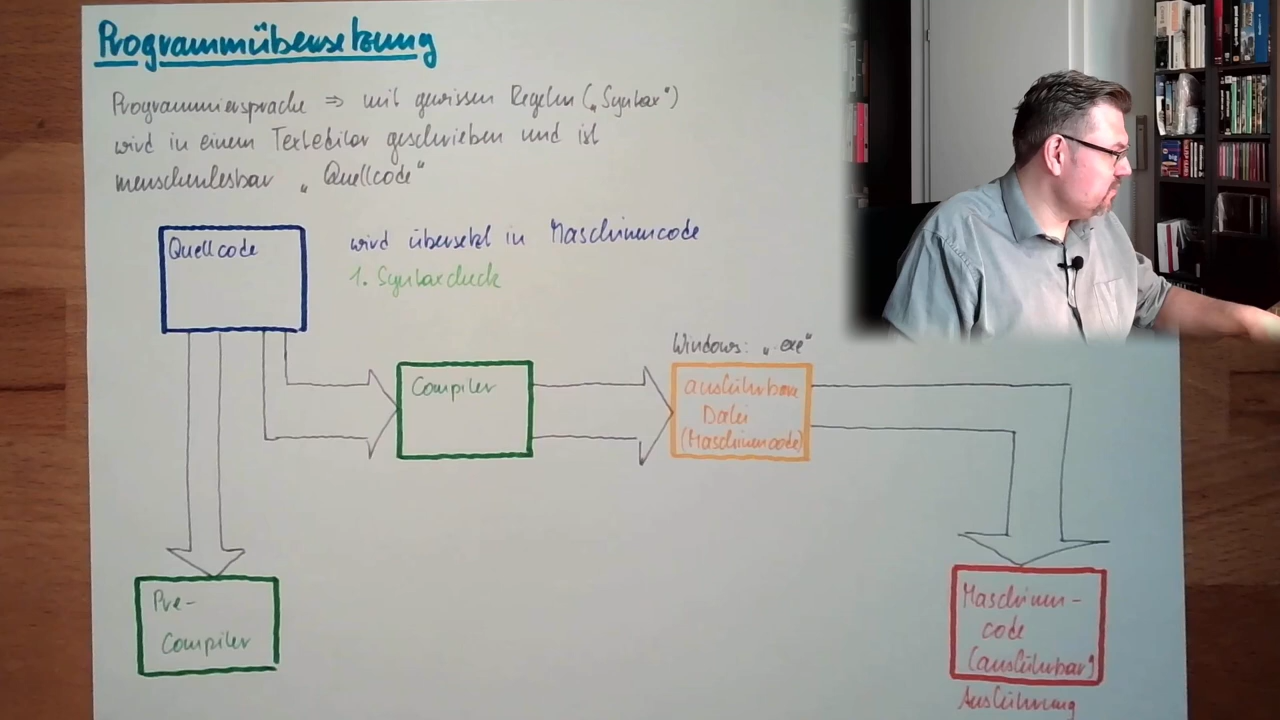 Programmübersetzung
Programmiersprache ⇒ mit gewissen Regeln („Syntax“)
wird in einem Texteditor geschrieben und ist
menschenlesbar „Quellcode“
Quellcode
wird übersetzt in Maschinencode
1. Syntaxcheck
Windows: „.exe“
Compiler
ausführbare
Datei
(Maschinencode)
Pre-
Compiler
Maschinen-
code
(ausführbar)
Ausführung